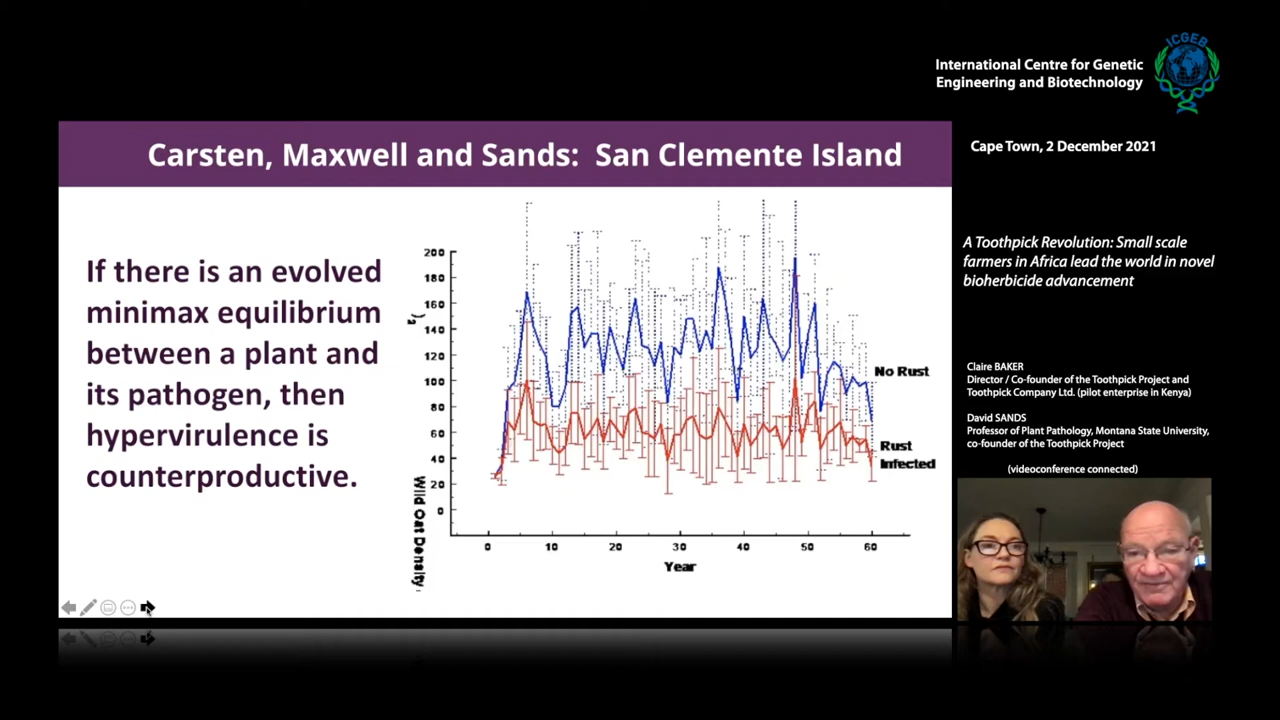 ICGEB
International Centre for Genetic
Engineering and Biotechnology
Carsten, Maxwell and Sands: San Clemente Island
If there is an evolved
minimax equilibrium
between a plant and
its pathogen, then
hypervirulence is
counterproductive.
200
180
160
140
120
100
80
60
40
20
0
Wild Oat Density
0 10 20 30 40 50 60
Year
No Rust
Rust
Infected
Cape Town, 2 December 2021
A Toothpick Revolution: Small scale
farmers in Africa lead the world in novel
bioherbicide advancement
Claire BAKER
Director / Co-founder of the Toothpick Project and
Toothpick Company Ltd. (pilot enterprise in Kenya)
David SANDS
Professor of Plant Pathology, Montana State University,
co-founder of the Toothpick Project
(videoconference connected)